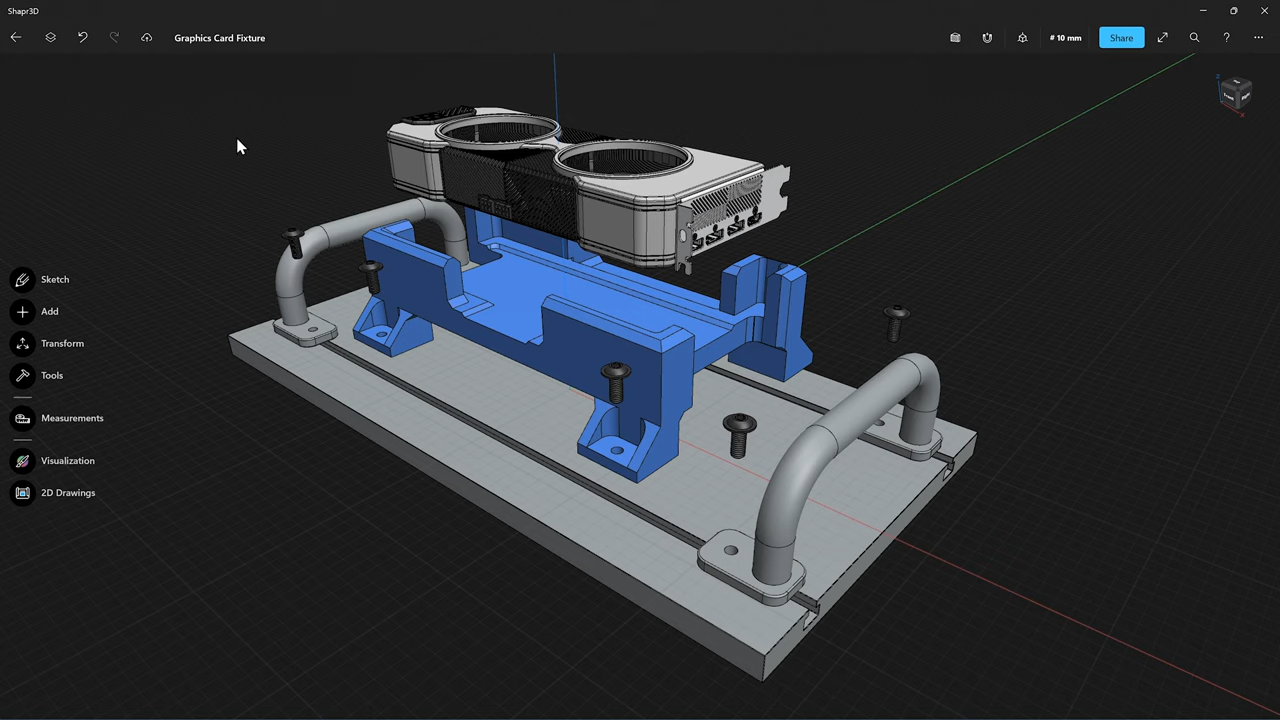 Shapr3D
Graphics Card Fixture
# 10 mm
Share
?
Sketch
Add
Transform
Tools
Measurements
Visualization
2D Drawings